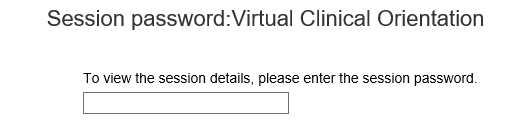 Session password:Virtual Clinical Orientation
To view the session details, please enter the session password.